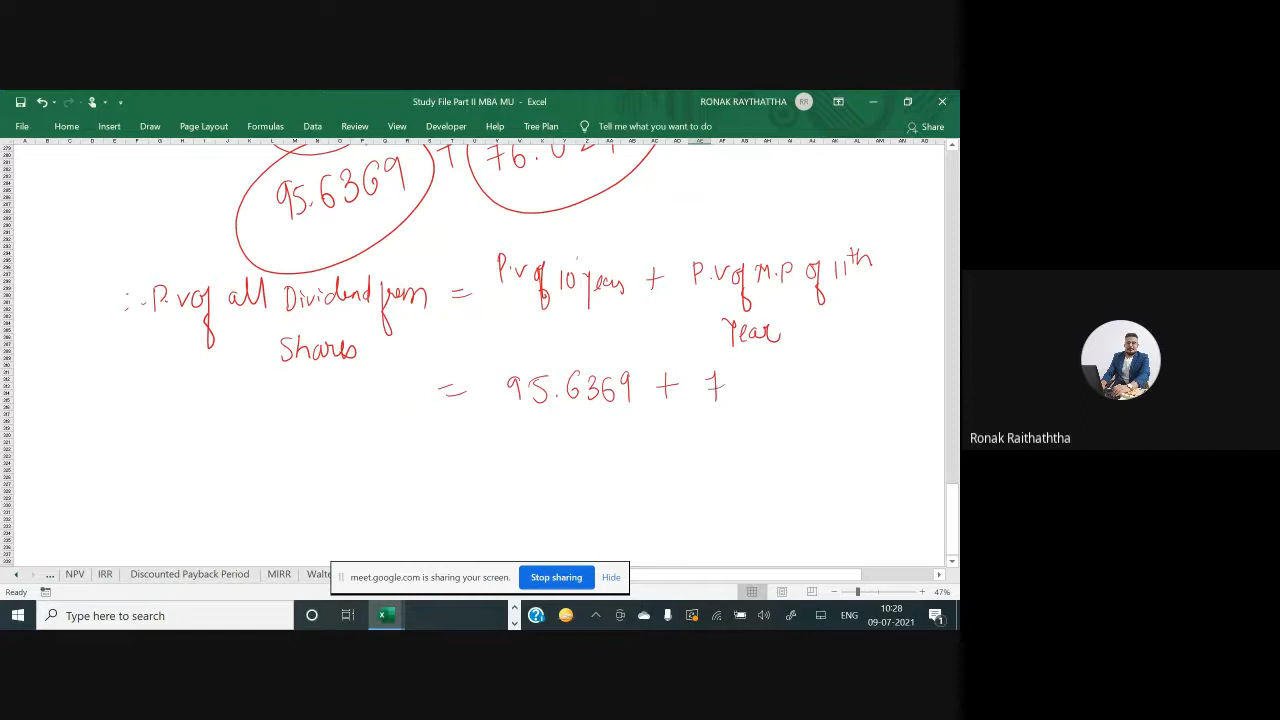 Study File Part II MBA MU - Excel
RONAK RAYTHATTHA RR
File Home Insert Draw Page Layout Formulas Data Review View Developer Help Tree Plan Tell me what you want to do Share
95.6369 +
∴ P.V of all Dividend from = P.V of 10 years + P.V of M.P of 11th
Shares Year
= 95.6369 + 7
Ronak Raithaththa
... NPV IRR Discounted Payback Period MIRR Walte
meet.google.com is sharing your screen. Stop sharing Hide
Ready 47%
Type here to search
ENG 10:28
09-07-2021